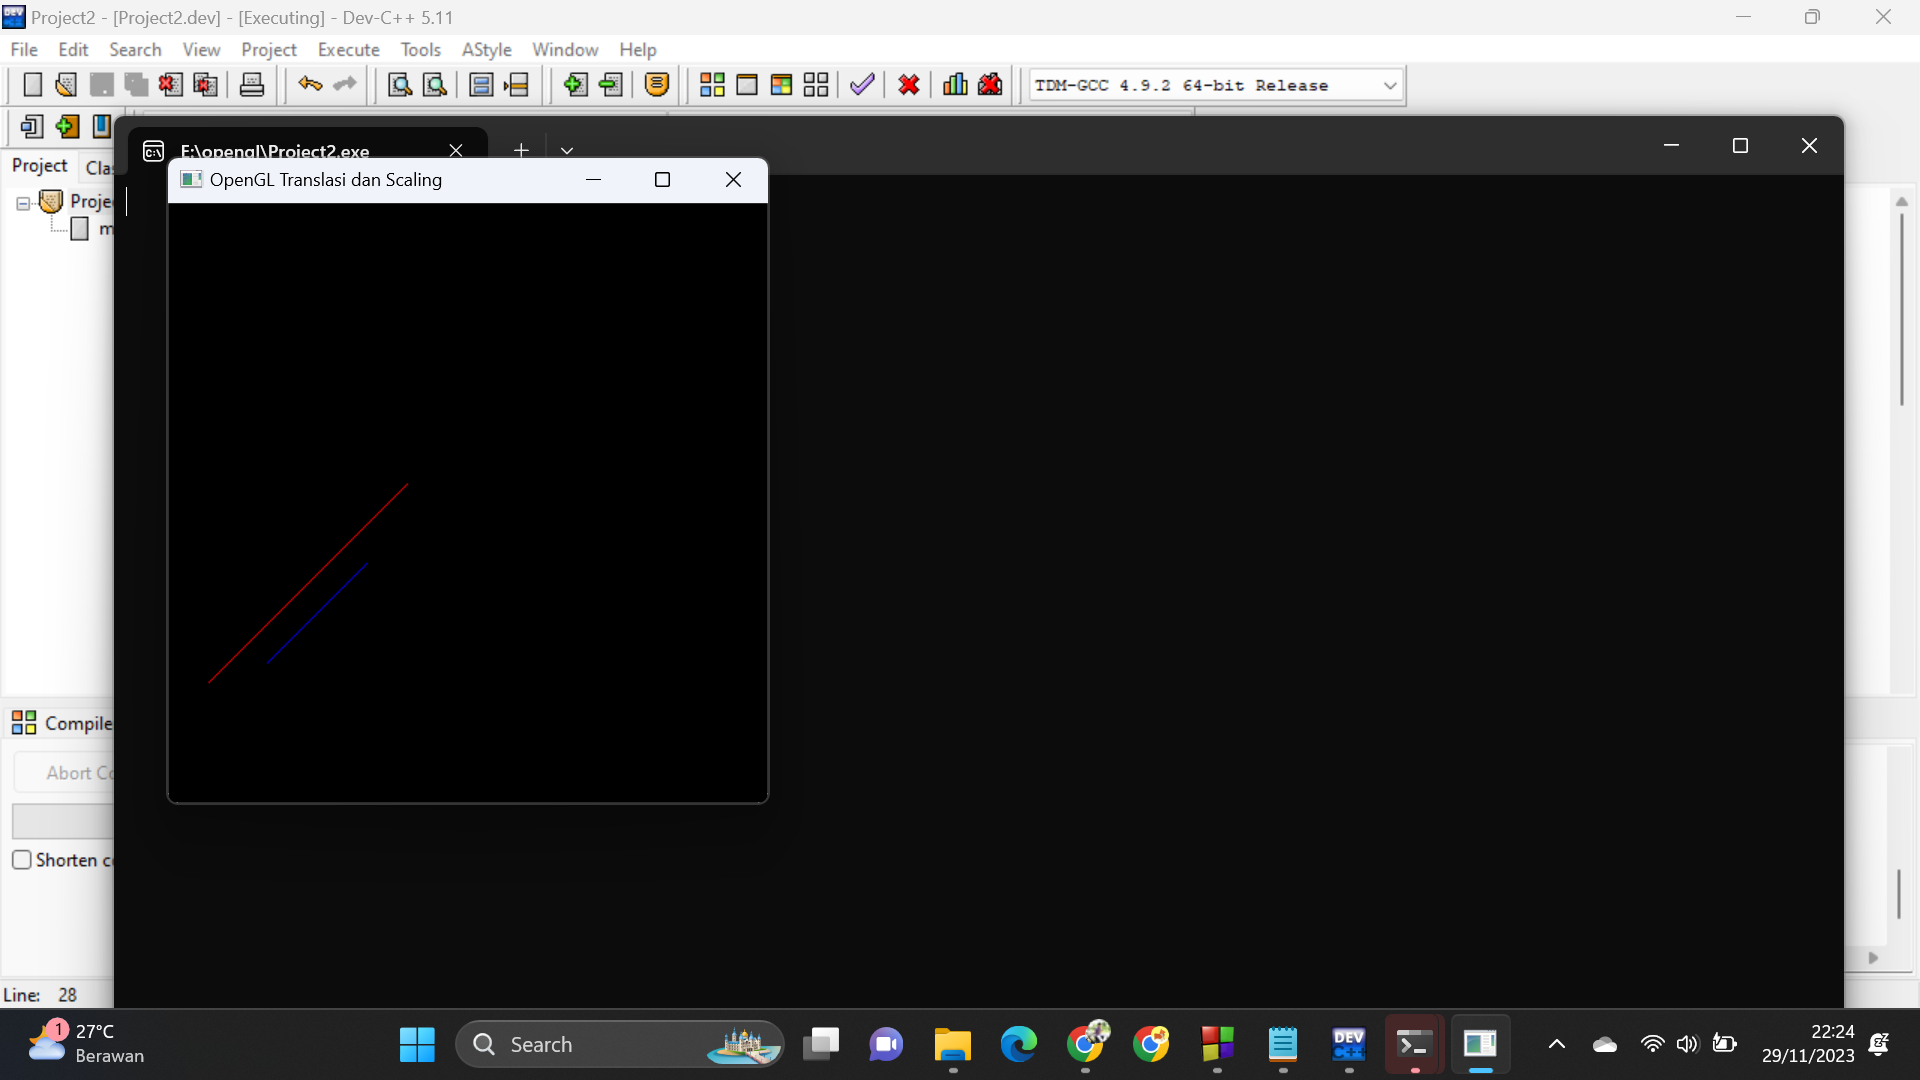 Project2 - [Project2.dev] - [Executing] - Dev-C++ 5.11
File Edit Search View Project Execute Tools AStyle Window Help
TDM-GCC 4.9.2 64-bit Release
Project
E:\opengl\Project2.exe
OpenGL Translasi dan Scaling
Compile
Abort
Shorten
Line: 28
1
27°C
Berawan
Search
DEV
C++
22:24
29/11/2023